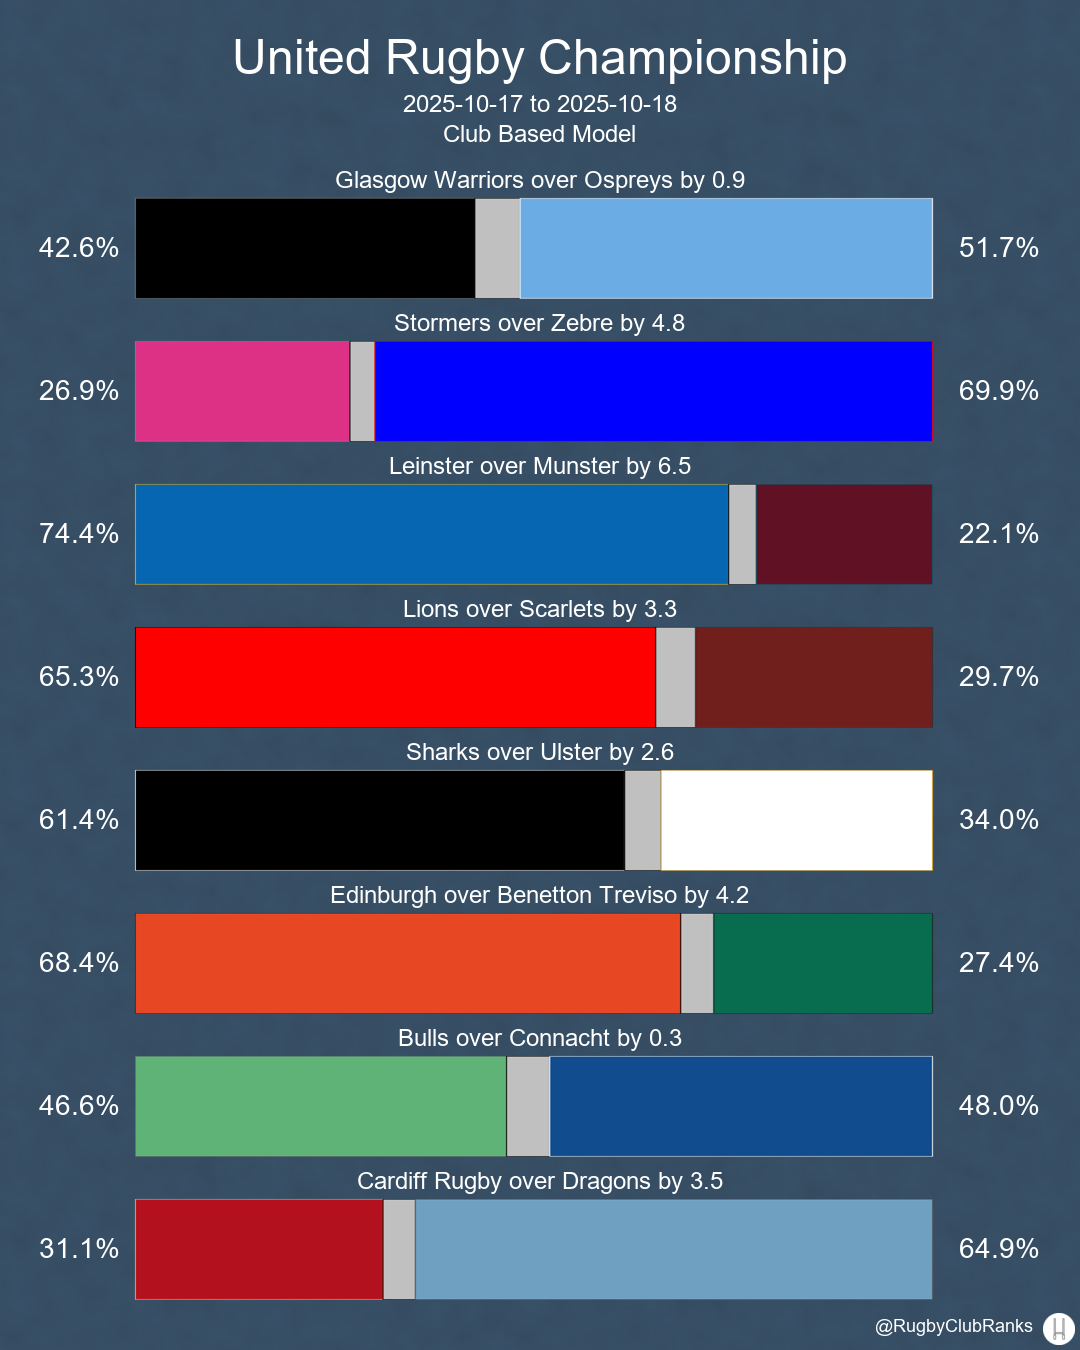 United Rugby Championship
2025-10-17 to 2025-10-18
Club Based Model
Glasgow Warriors over Ospreys by 0.9
42.6% 51.7%
Stormers over Zebre by 4.8
26.9% 69.9%
Leinster over Munster by 6.5
74.4% 22.1%
Lions over Scarlets by 3.3
65.3% 29.7%
Sharks over Ulster by 2.6
61.4% 34.0%
Edinburgh over Benetton Treviso by 4.2
68.4% 27.4%
Bulls over Connacht by 0.3
46.6% 48.0%
Cardiff Rugby over Dragons by 3.5
31.1% 64.9%
@RugbyClubRanks